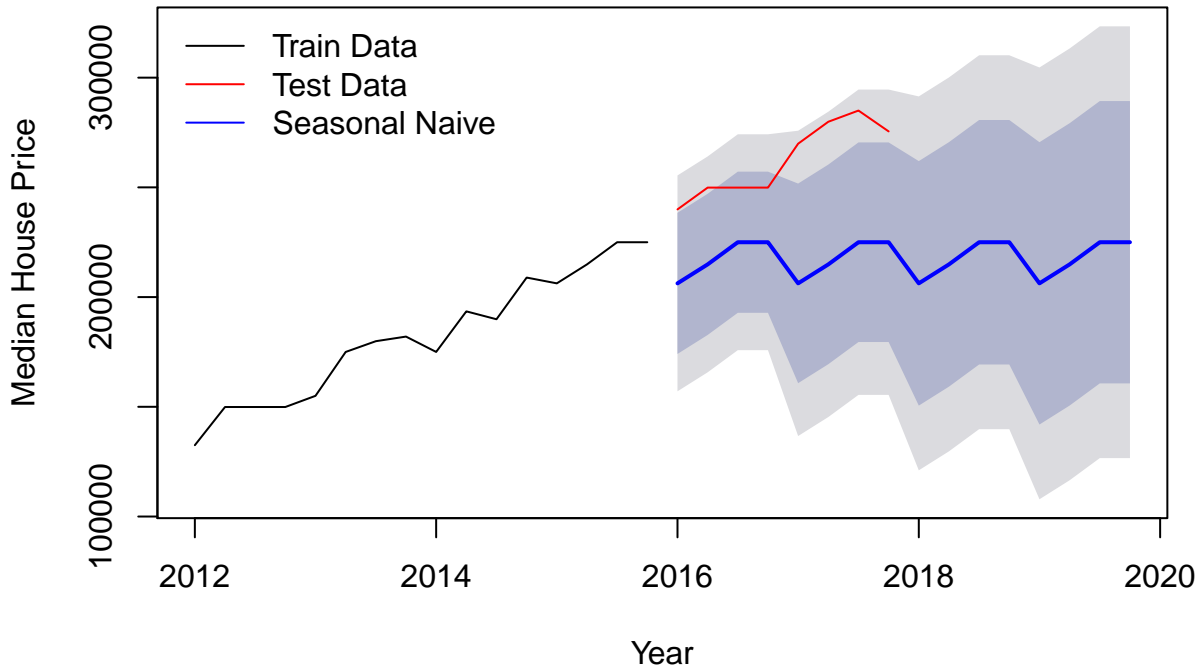 Train Data
Test Data
Seasonal Naive
Median House Price
300000
200000
100000
2012 2014 2016 2018 2020
Year